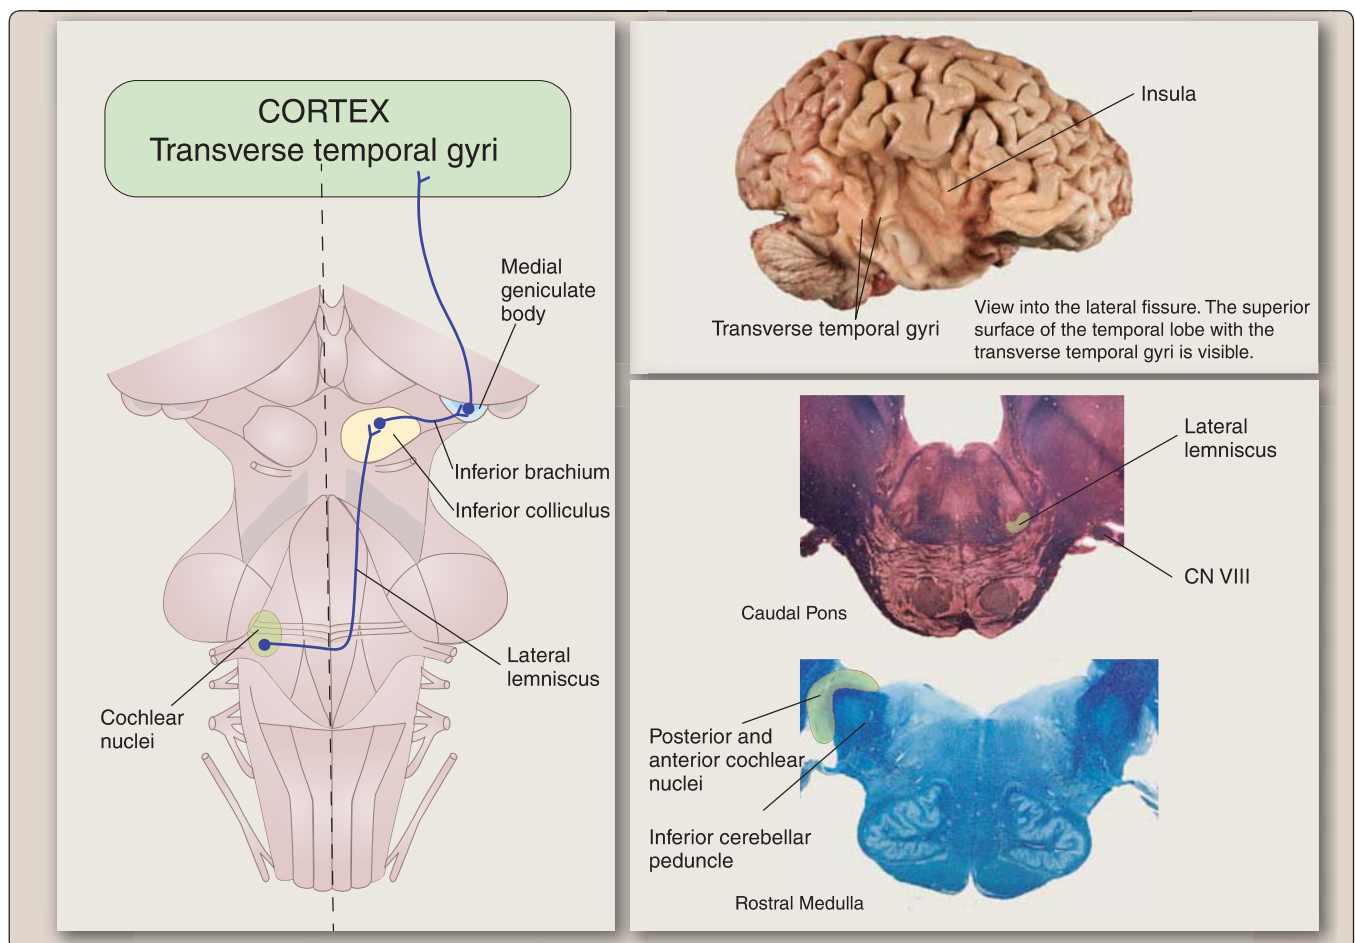 CORTEX
Transverse temporal gyri
Medial
geniculate
body
Inferior brachium
Inferior colliculus
Lateral
lemniscus
Cochlear
nuclei
Insula
Transverse temporal gyri
View into the lateral fissure. The superior
surface of the temporal lobe with the
transverse temporal gyri is visible.
Lateral
lemniscus
CN VIII
Caudal Pons
Posterior and
anterior cochlear
nuclei
Inferior cerebellar
peduncle
Rostral Medulla